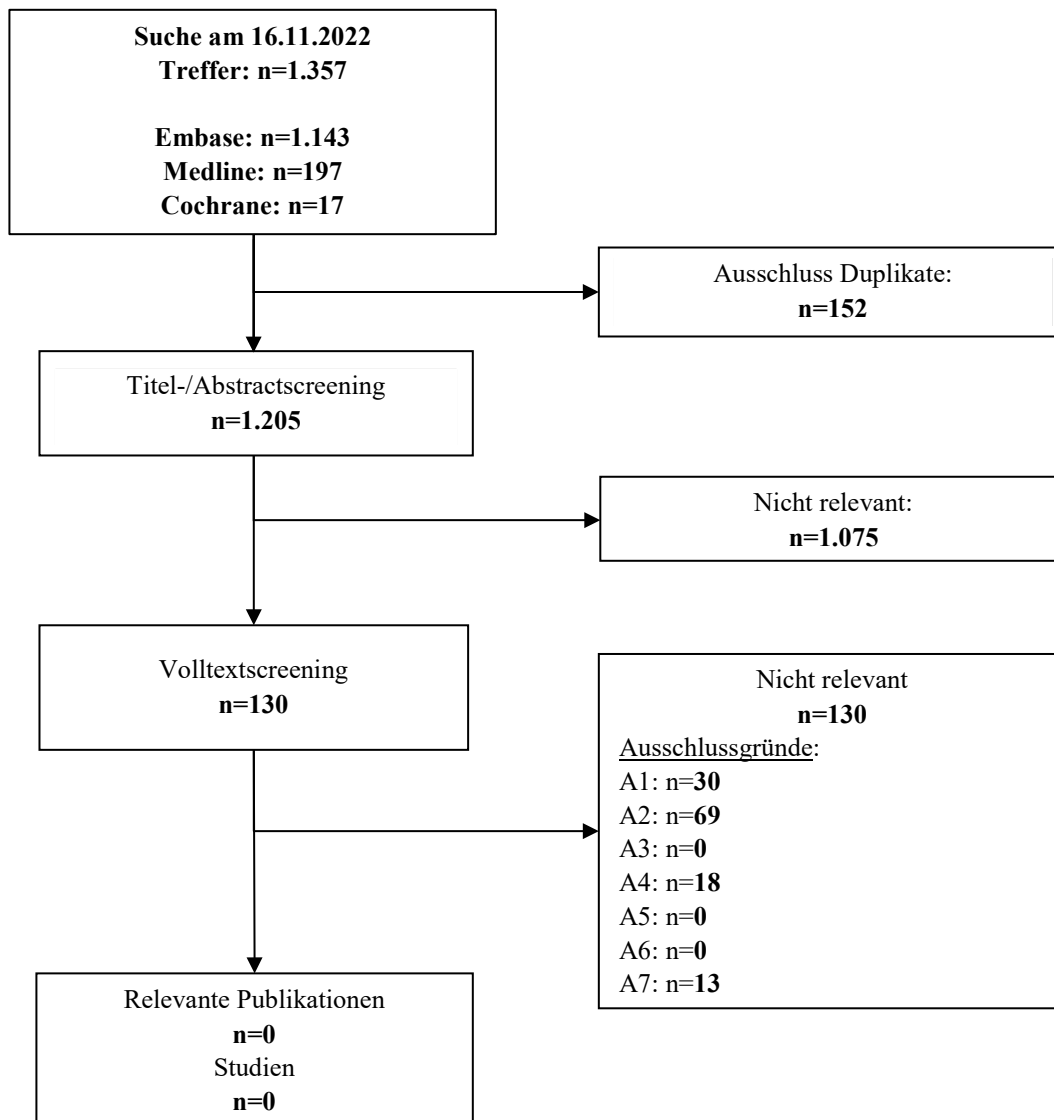 Suche am 16.11.2022
Treffer: n=1.357
Embase: n=1.143
Medline: n=197
Cochrane: n=17
Ausschluss Duplikate:
n=152
Titel-/Abstractscreening
n=1.205
Nicht relevant:
n=1.075
Volltextscreening
n=130
Nicht relevant
n=130
Ausschlussgründe:
A1: n=30
A2: n=69
A3: n=0
A4: n=18
A5: n=0
A6: n=0
A7: n=13
Relevante Publikationen
n=0
Studien
n=0